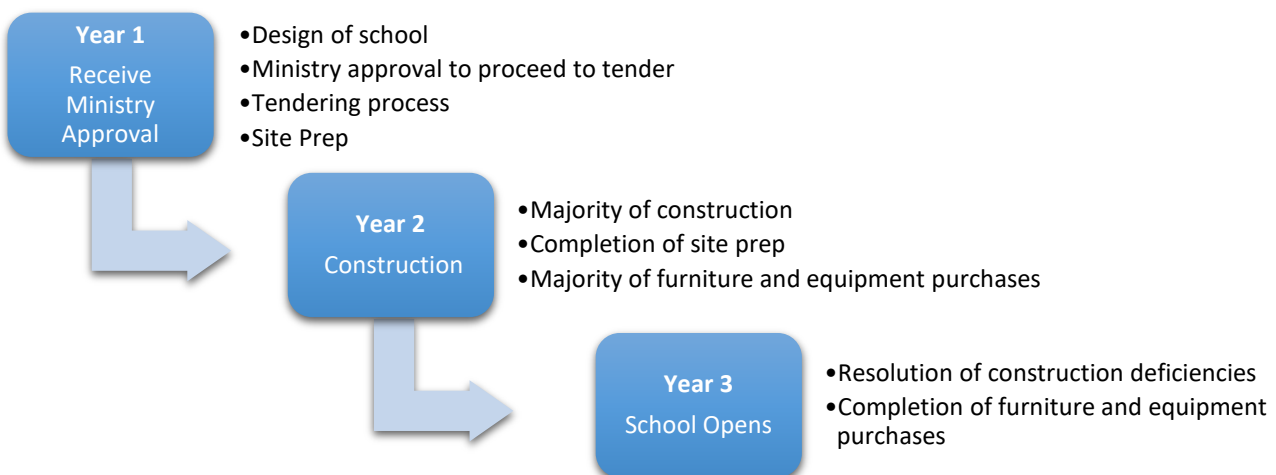 Year 1
Receive
Ministry
Approval
•Design of school
•Ministry approval to proceed to tender
•Tendering process
•Site Prep
Year 2
Construction
•Majority of construction
•Completion of site prep
•Majority of furniture and equipment purchases
Year 3
School Opens
•Resolution of construction deficiencies
•Completion of furniture and equipment
purchases